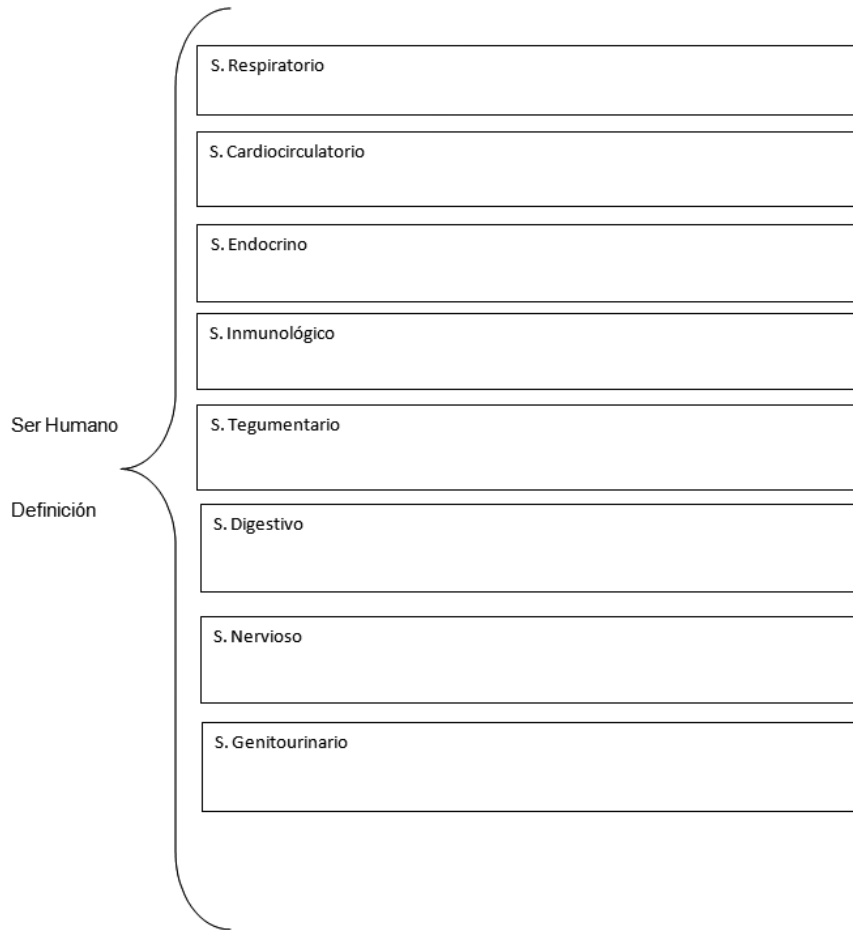 S. Respiratorio
S. Cardiocirculatorio
S. Endocrino
S. Inmunológico
Ser Humano
S. Tegumentario
Definición
S. Digestivo
S. Nervioso
S. Genitourinario